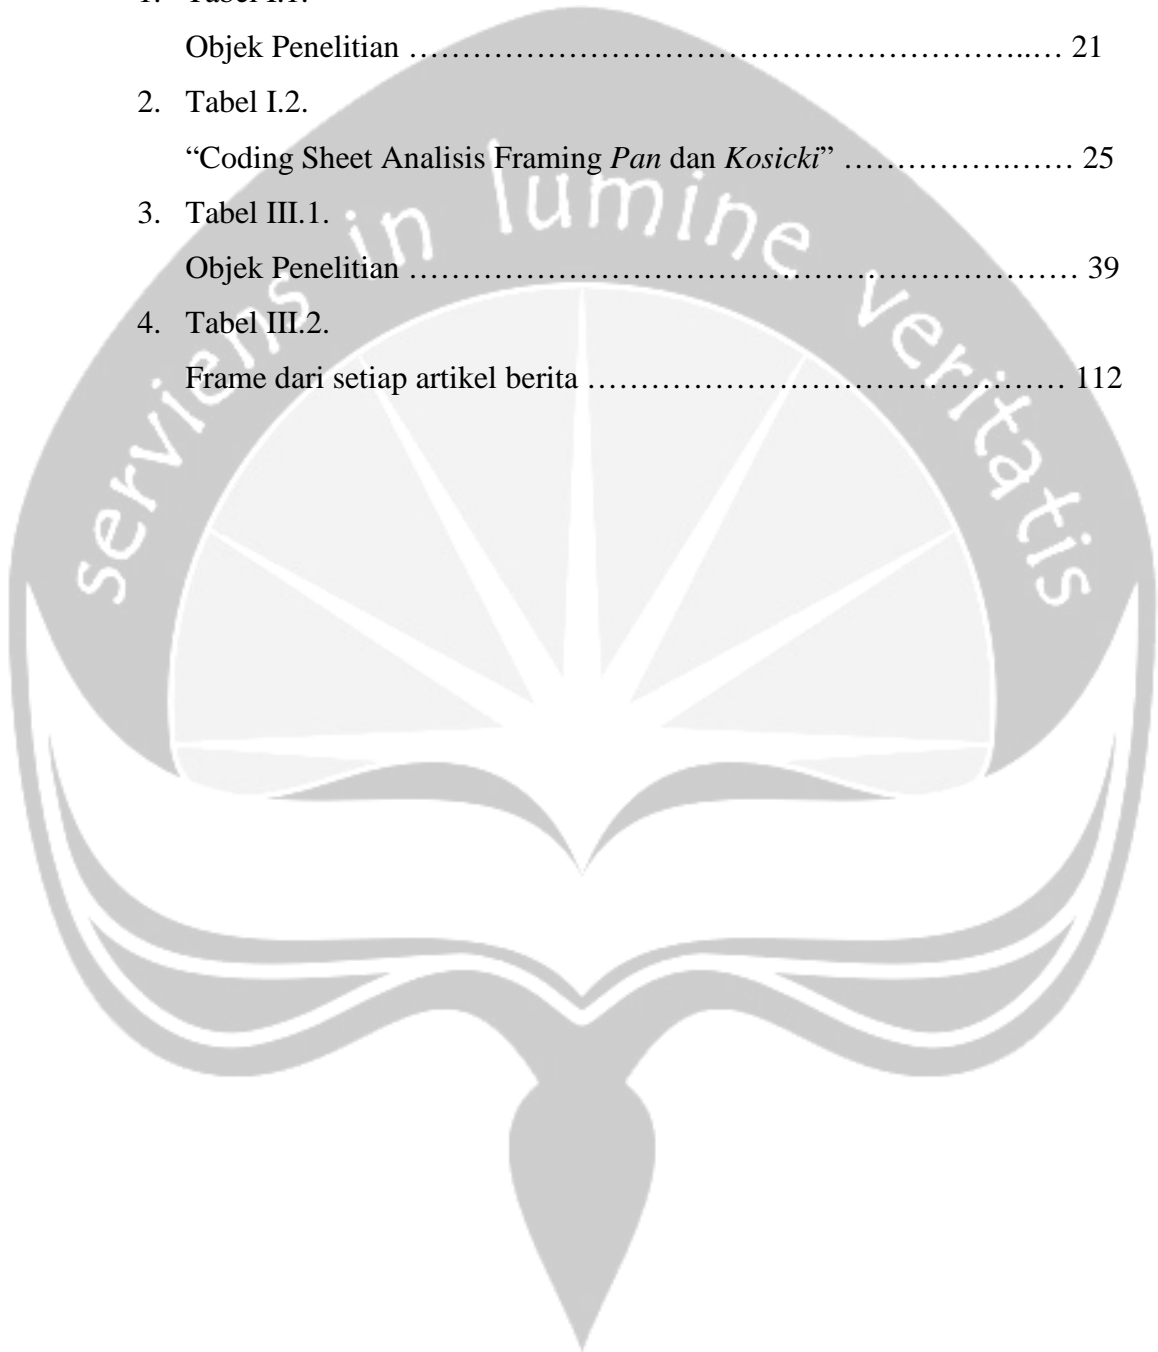 1. Tabel I.1.
Objek Penelitian ………………………………………………………..… 21
2. Tabel I.2.
“Coding Sheet Analisis Framing Pan dan Kosicki” …………….…… 25
3. Tabel III.1.
Objek Penelitian ………………………………………………………… 39
4. Tabel III.2.
Frame dari setiap artikel berita ………………………………………… 112
serviens in lumine veritatis